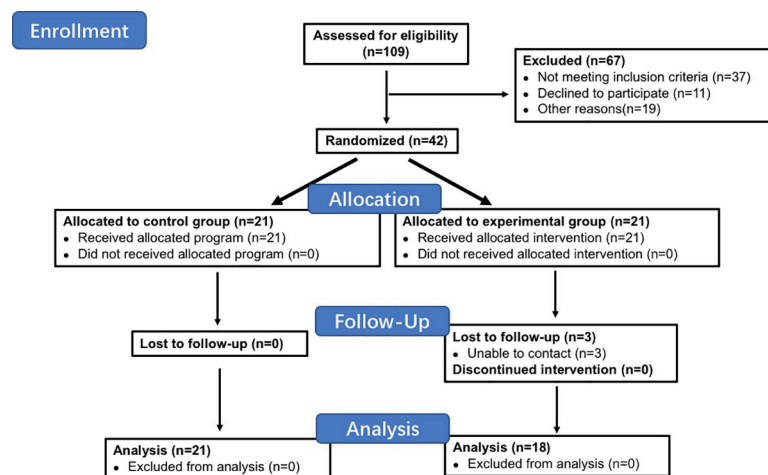 Enrollment
Assessed for eligibility
(n=109)
Excluded (n=67)
• Not meeting inclusion criteria (n=37)
• Declined to participate (n=11)
• Other reasons(n=19)
Randomized (n=42)
Allocation
Allocated to control group (n=21)
• Received allocated program (n=21)
• Did not received allocated program (n=0)
Allocated to experimental group (n=21)
• Received allocated intervention (n=21)
• Did not received allocated intervention (n=0)
Follow-Up
Lost to follow-up (n=0)
Lost to follow-up (n=3)
• Unable to contact (n=3)
Discontinued intervention (n=0)
Analysis
Analysis (n=21)
• Excluded from analysis (n=0)
Analysis (n=18)
• Excluded from analysis (n=0)